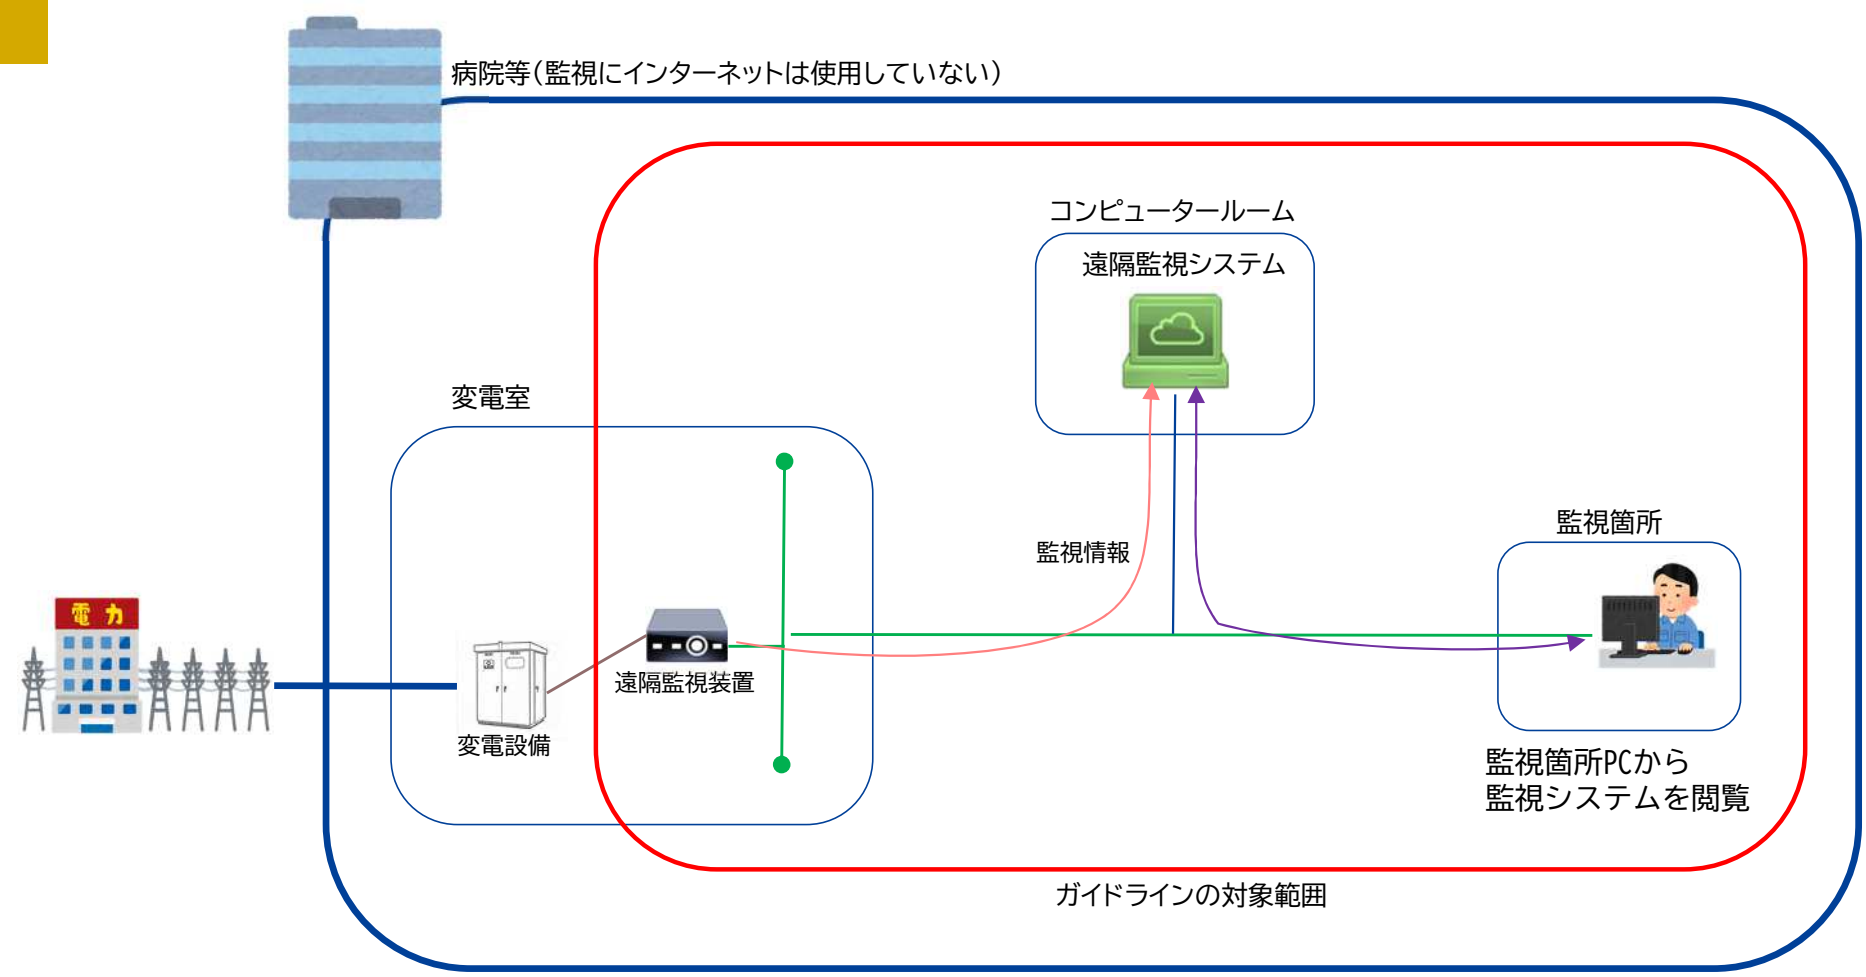 病院等(監視にインターネットは使用していない)
コンピュータールーム
遠隔監視システム
変電室
監視箇所
監視情報
電力
遠隔監視装置
変電設備
監視箇所PCから
監視システムを閲覧
ガイドラインの対象範囲